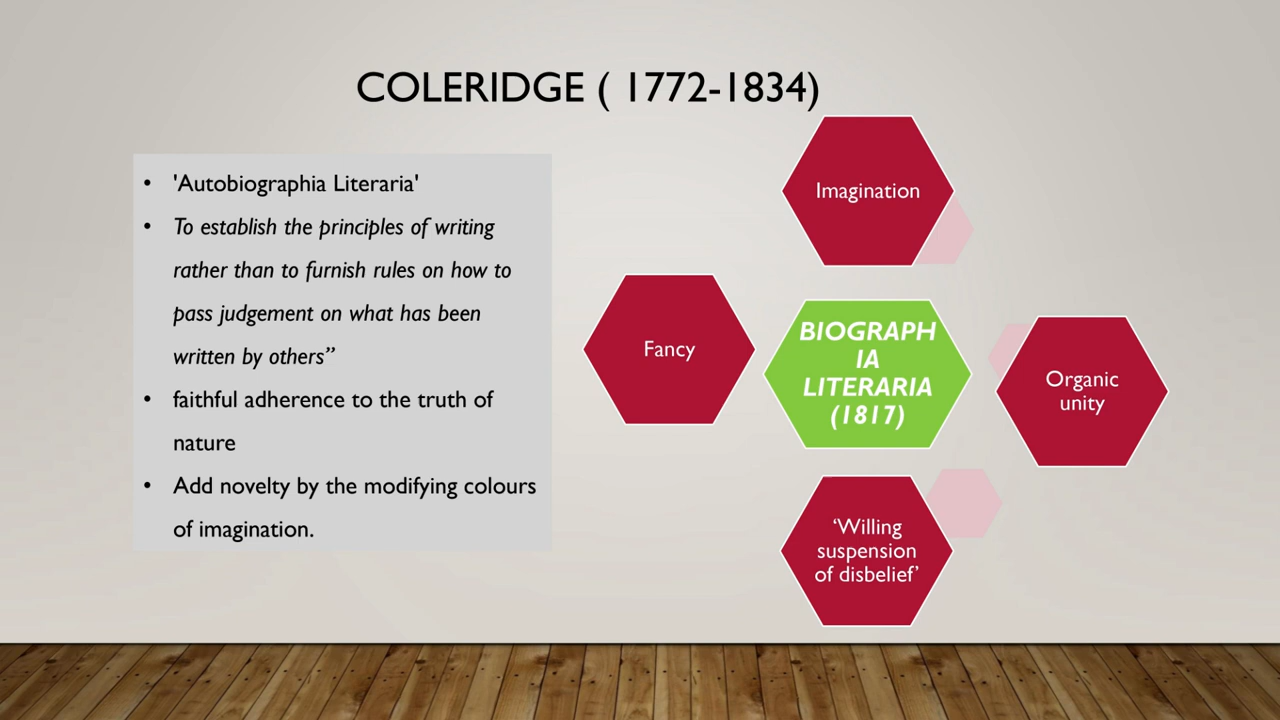 COLERIDGE ( 1772-1834)
• 'Autobiographia Literaria'
• To establish the principles of writing
rather than to furnish rules on how to
pass judgement on what has been
written by others”
• faithful adherence to the truth of
nature
• Add novelty by the modifying colours
of imagination.
Imagination
Fancy
BIOGRAPH
IA
LITERARIA
(1817)
Organic
unity
‘Willing
suspension
of disbelief’